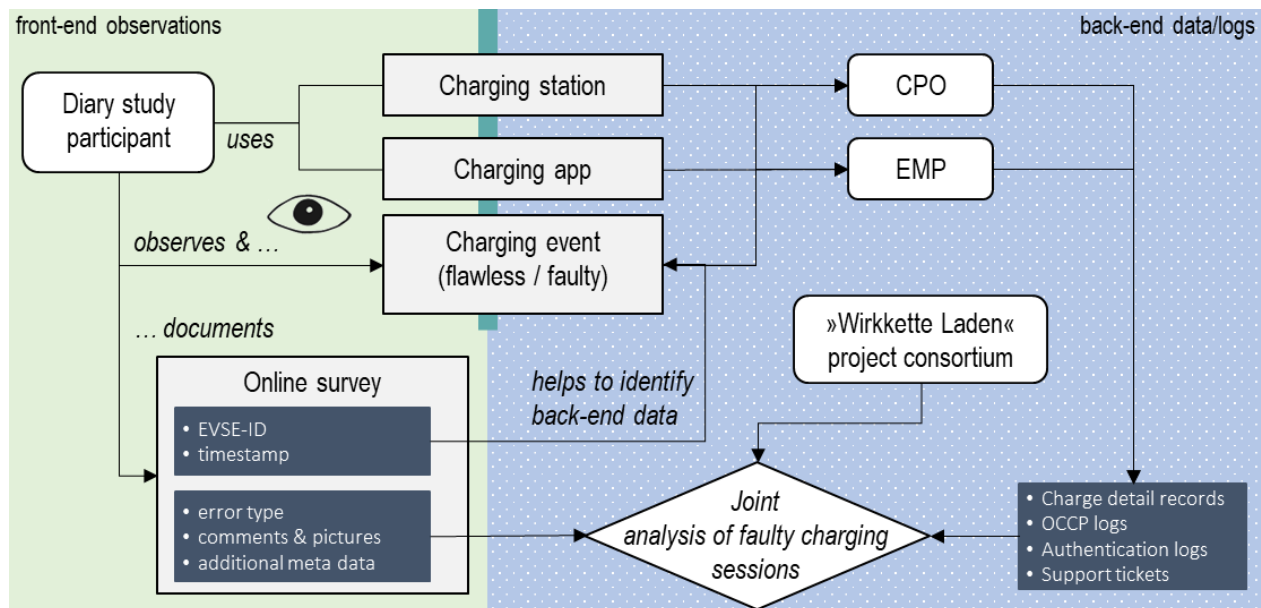 front-end observations
back-end data/logs
Diary study
participant
uses
Charging station
CPO
Charging app
EMP
observes & …
Charging event
(flawless / faulty)
… documents
»Wirkkette Laden«
project consortium
Online survey
helps to identify
back-end data
• EVSE-ID
• timestamp
• error type
• comments & pictures
• additional meta data
Joint
analysis of faulty charging
sessions
• Charge detail records
• OCCP logs
• Authentication logs
• Support tickets